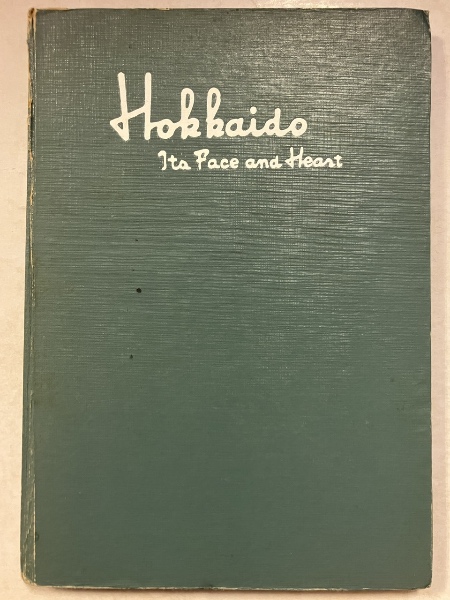 Hokkaido
Its Face and Heart